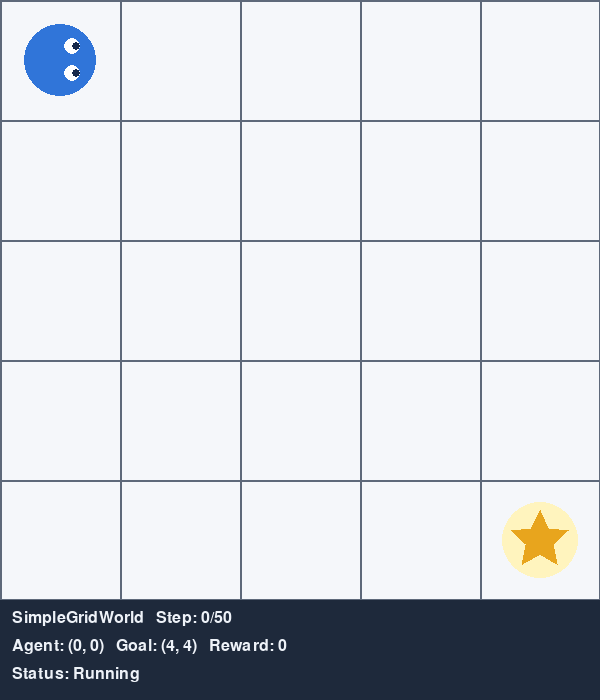 SimpleGridWorld Step: 0/50
Agent: (0, 0) Goal: (4, 4) Reward: 0
Status: Running